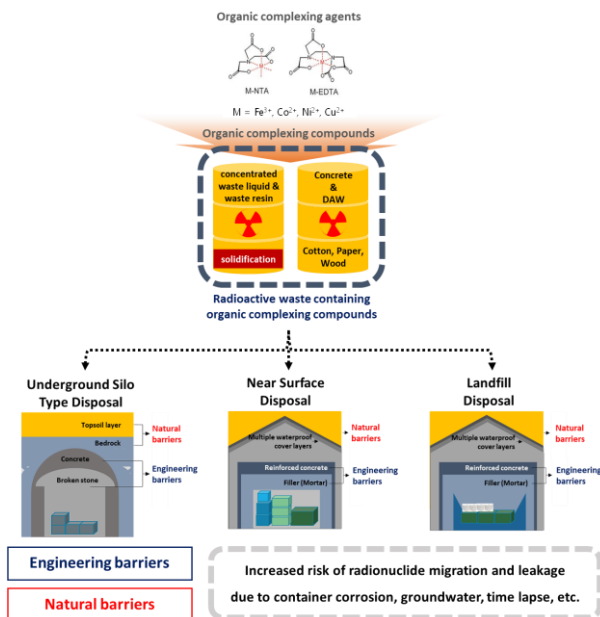 Organic complexing agents
M-NTA
M-EDTA
M = Fe³⁺, Co²⁺, Ni²⁺, Cu²⁺
Organic complexing compounds
concentrated
waste liquid &
waste resin
solidification
Concrete
&
DAW
Cotton, Paper,
Wood
Radioactive waste containing
organic complexing compounds
Underground Silo
Type Disposal
Topsoil layer
Bedrock
Natural
barriers
Concrete
Broken stone
Engineering
barriers
Near Surface
Disposal
Multiple waterproof
cover layers
Natural
barriers
Reinforced concrete
Filler (Mortar)
Engineering
barriers
Landfill
Disposal
Multiple waterproof
cover layers
Natural
barriers
Reinforced concrete
Filler (Mortar)
Engineering
barriers
Engineering barriers
Natural barriers
Increased risk of radionuclide migration and leakage
due to container corrosion, groundwater, time lapse, etc.